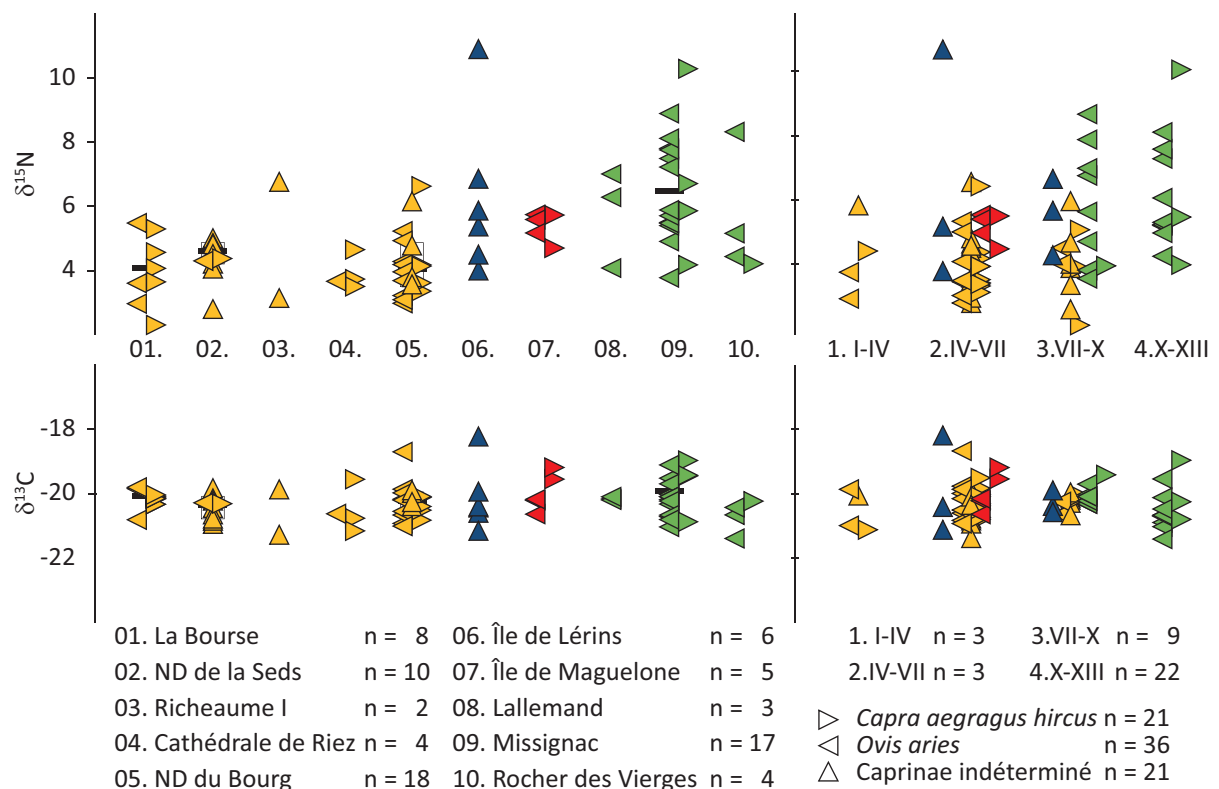 δ15N
10
8
6
4
01. 02. 03. 04. 05. 06. 07. 08. 09. 10.
1. I-IV 2.IV-VII 3.VII-X 4.X-XIII
δ13C
-18
-20
-22
01. La Bourse n = 8
02. ND de la Seds n = 10
03. Richeaume I n = 2
04. Cathédrale de Riez n = 4
05. ND du Bourg n = 18
06. Île de Lérins n = 6
07. Île de Maguelone n = 5
08. Lallemand n = 3
09. Missignac n = 17
10. Rocher des Vierges n = 4
1. I-IV n = 3 3.VII-X n = 9
2.IV-VII n = 3 4.X-XIII n = 22
Capra aegragus hircus n = 21
Ovis aries n = 36
Caprinae indéterminé n = 21